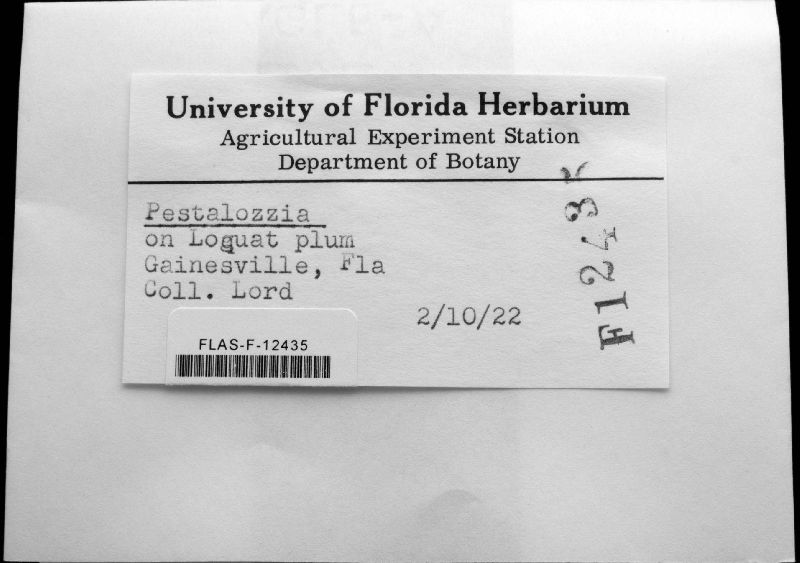 University of Florida Herbarium
Agricultural Experiment Station
Department of Botany
Pestalozzia
on Loquat plum
Gainesville, Fla
Coll. Lord
2/10/22
FLAS-F-12435
F12435